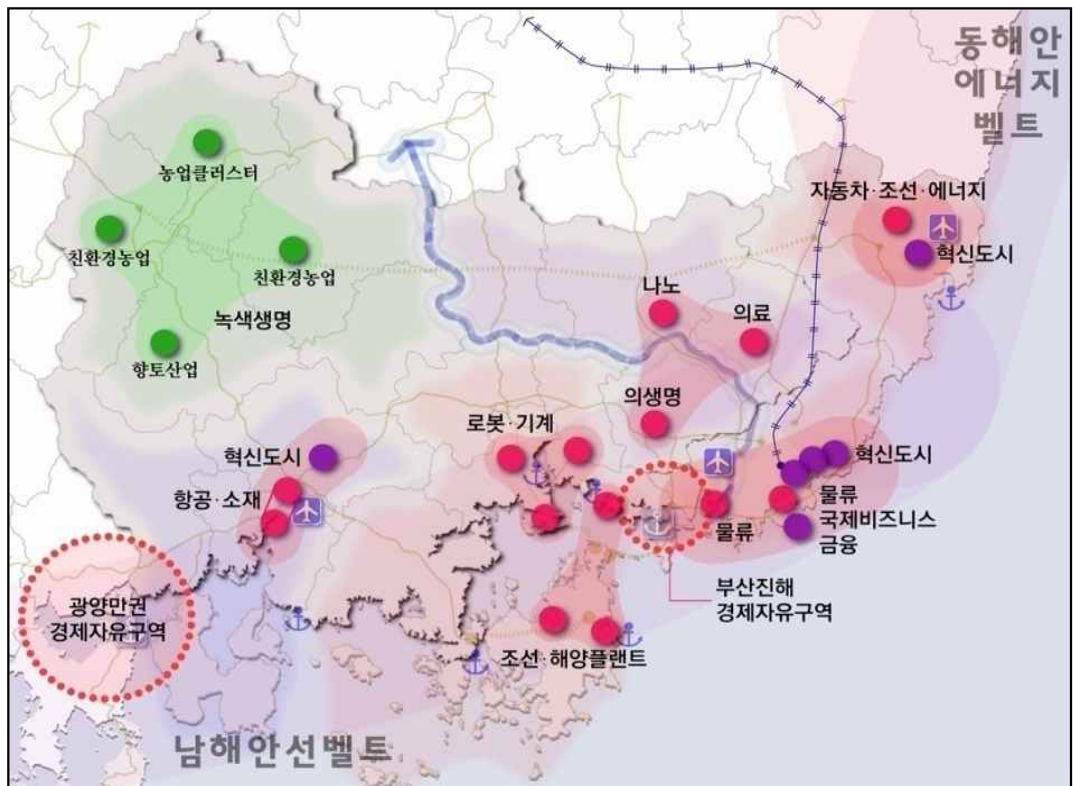 동해안
에너지
벨트
자동차·조선·에너지
혁신도시
농업클러스터
친환경농업
친환경농업
녹색생명
향토산업
나노
의료
의생명
로봇·기계
혁신도시
항공·소재
혁신도시
물류
국제비즈니스
금융
물류
부산진해
경제자유구역
광양만권
경제자유구역
조선·해양플랜트
남해안선벨트